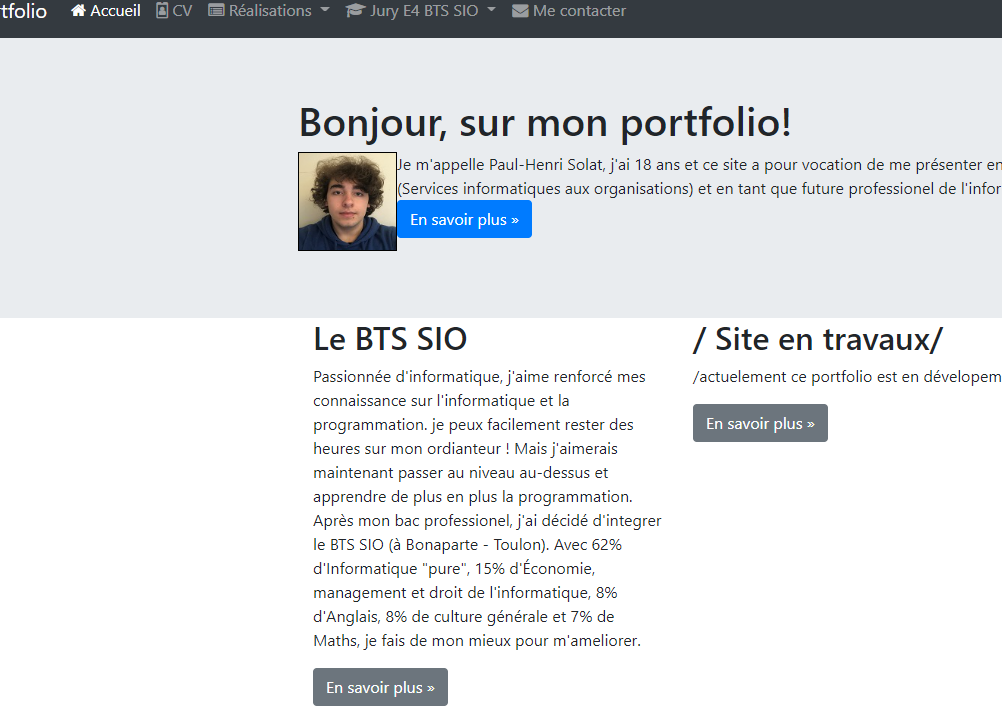 tfolio Accueil CV Réalisations Jury E4 BTS SIO Me contacter
Bonjour, sur mon portfolio!
Je m'appelle Paul-Henri Solat, j'ai 18 ans et ce site a pour vocation de me présenter en
(Services informatiques aux organisations) et en tant que future professionel de l'infor
En savoir plus »
Le BTS SIO
Passionnée d'informatique, j'aime renforcé mes
connaissance sur l'informatique et la
programmation. je peux facilement rester des
heures sur mon ordianteur ! Mais j'aimerais
maintenant passer au niveau au-dessus et
apprendre de plus en plus la programmation.
Après mon bac professionel, j'ai décidé d'integrer
le BTS SIO (à Bonaparte - Toulon). Avec 62%
d'Informatique "pure", 15% d'Économie,
management et droit de l'informatique, 8%
d'Anglais, 8% de culture générale et 7% de
Maths, je fais de mon mieux pour m'ameliorer.
En savoir plus »
/ Site en travaux/
/actuelement ce portfolio est en dévelopem
En savoir plus »